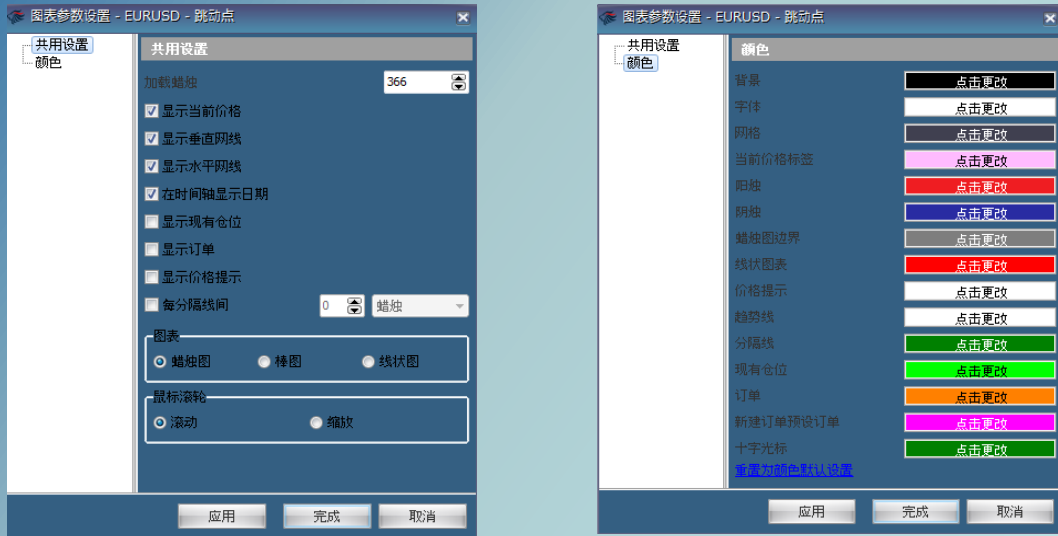 图表参数设置 - EURUSD - 跳动点
共用设置
颜色
共用设置
加载蜡烛 366
显示当前价格
显示垂直网线
显示水平网线
在时间轴显示日期
显示现有仓位
显示订单
显示价格提示
每分隔线间 0 蜡烛
图表
蜡烛图 棒图 线状图
鼠标滚轮
滚动 缩放
应用 完成 取消
图表参数设置 - EURUSD - 跳动点
共用设置
颜色
颜色
背景 点击更改
字体 点击更改
网格 点击更改
当前价格标签 点击更改
阳烛 点击更改
阴烛 点击更改
蜡烛图边界 点击更改
线状图表 点击更改
价格提示 点击更改
趋势线 点击更改
分隔线 点击更改
现有仓位 点击更改
订单 点击更改
新建订单预设订单 点击更改
十字光标 点击更改
重置为颜色默认设置
应用 完成 取消